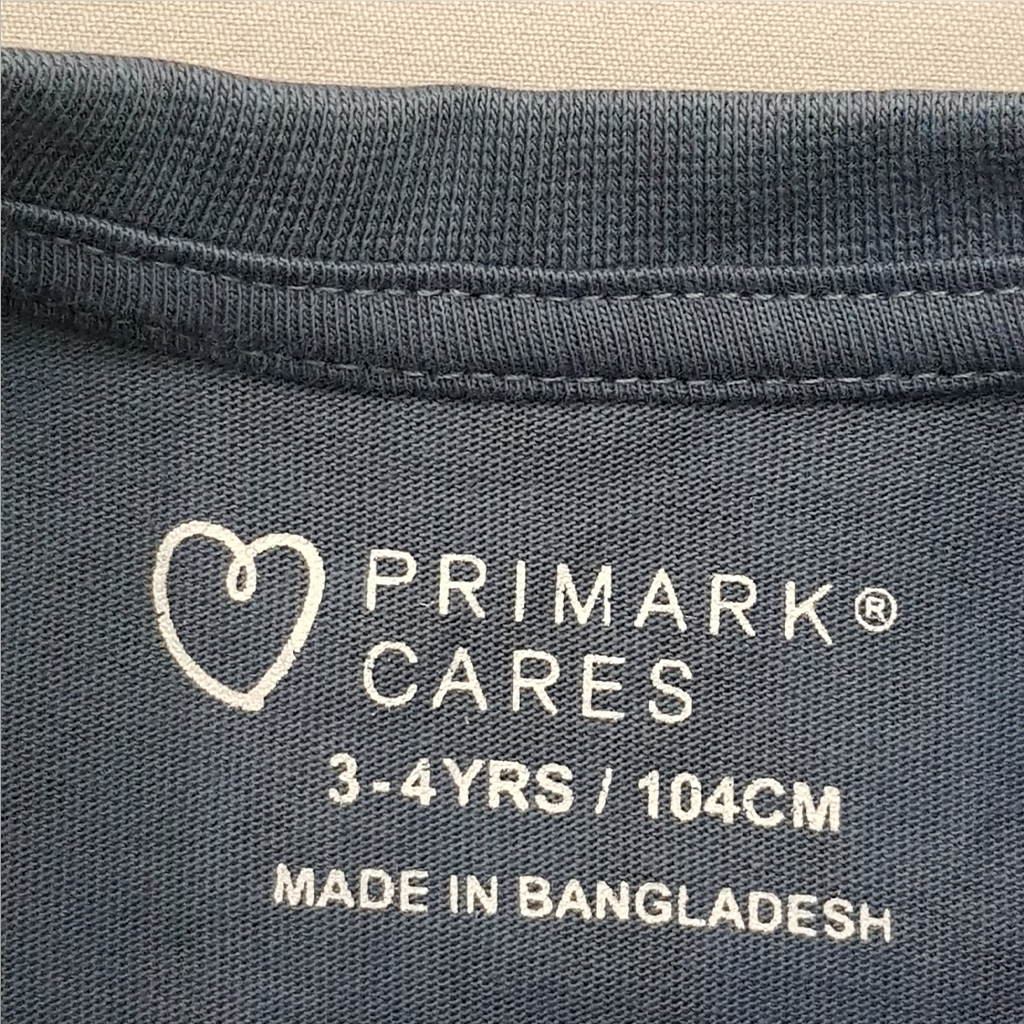 PRIMARK®
CARES
3-4YRS / 104CM
MADE IN BANGLADESH